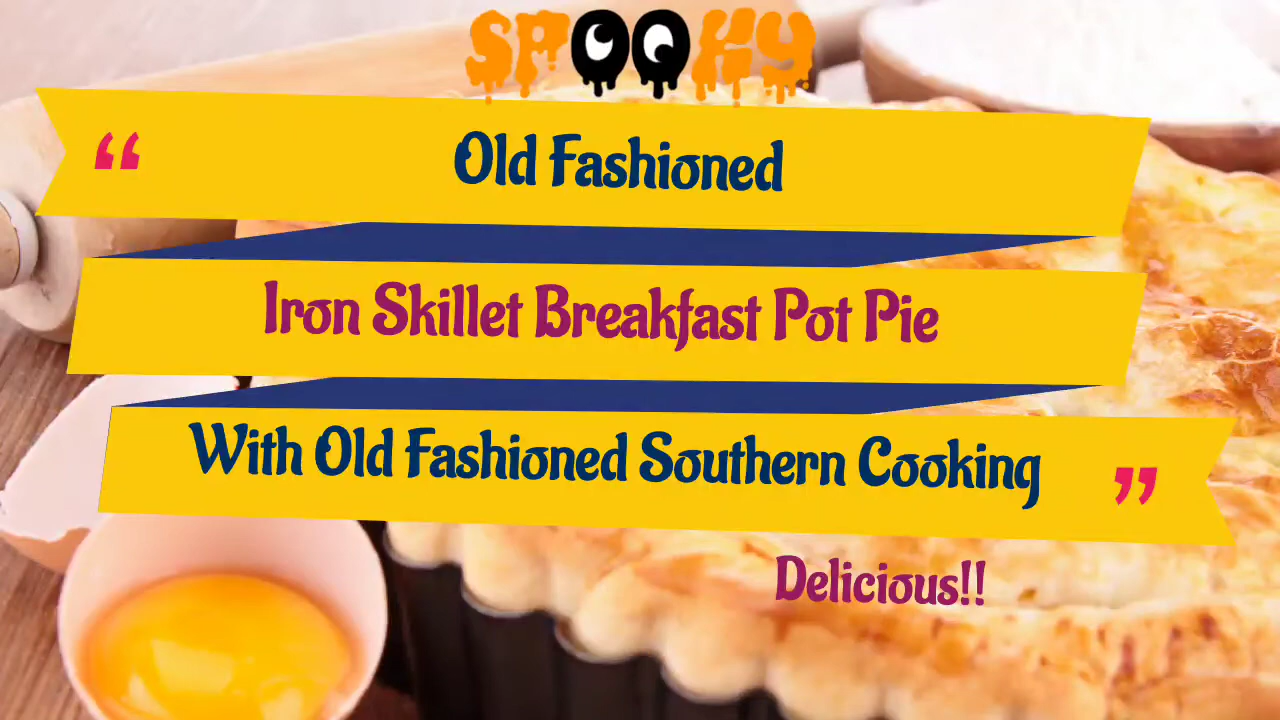 SPOOKY
“
Old Fashioned
Iron Skillet Breakfast Pot Pie
With Old Fashioned Southern Cooking
”
Delicious!!